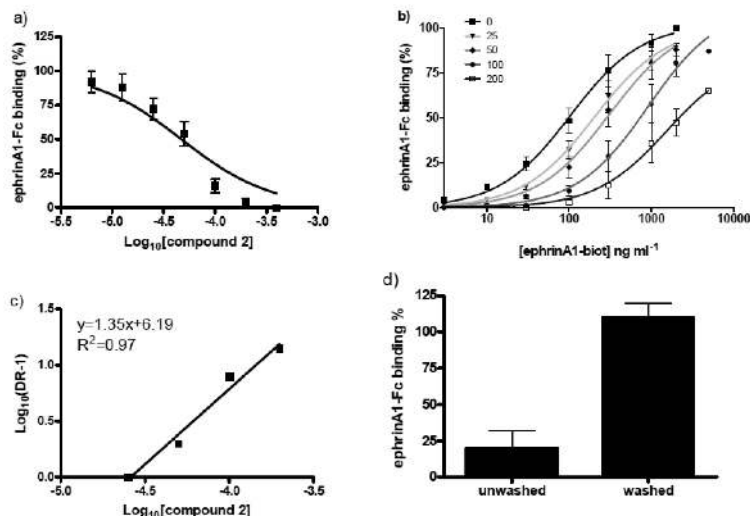 a)
ephrinA1-Fc binding (%)
125
100
75
50
25
0
-5.5
-5.0
-4.5
-4.0
-3.5
-3.0
Log10[compound 2]
b)
0
25
50
100
200
ephrinA1-Fc binding (%)
100
75
50
25
0
10
100
1000
10000
[ephrinA1-biot] ng ml-1
c)
y=1.35x+6.19
R2=0.97
Log10(DR-1)
1.5
1.0
0.5
0.0
-5.0
-4.5
-4.0
-3.5
Log10[compound 2]
d)
ephrinA1-Fc binding %
125
100
75
50
25
0
unwashed
washed